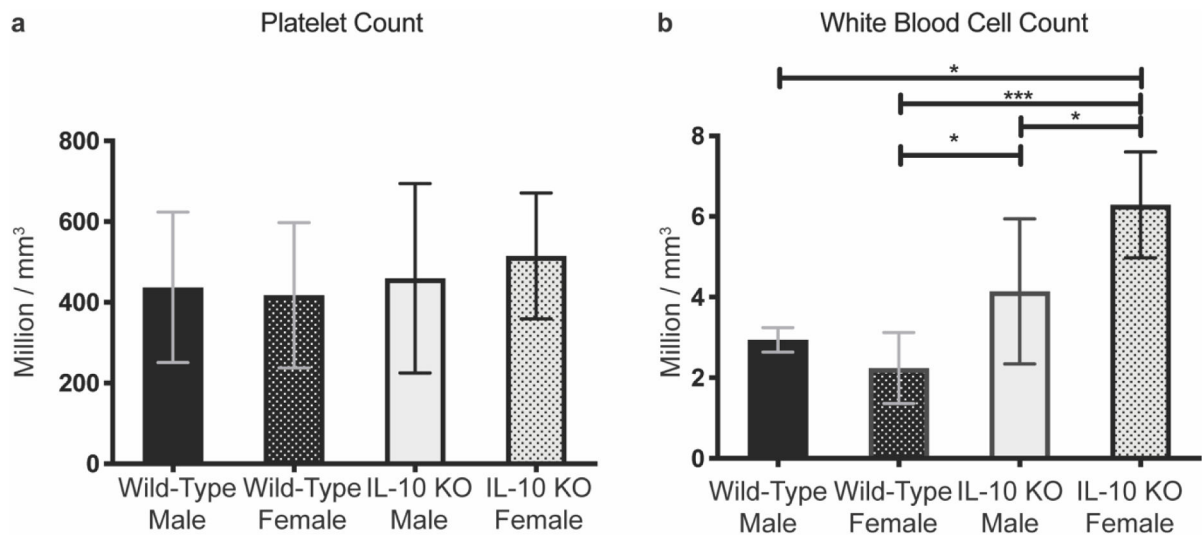 a
Platelet Count
Million / mm³
800
600
400
200
0
Wild-Type Male
Wild-Type Female
IL-10 KO Male
IL-10 KO Female
b
White Blood Cell Count
*
***
*
*
Million / mm³
8
6
4
2
0
Wild-Type Male
Wild-Type Female
IL-10 KO Male
IL-10 KO Female